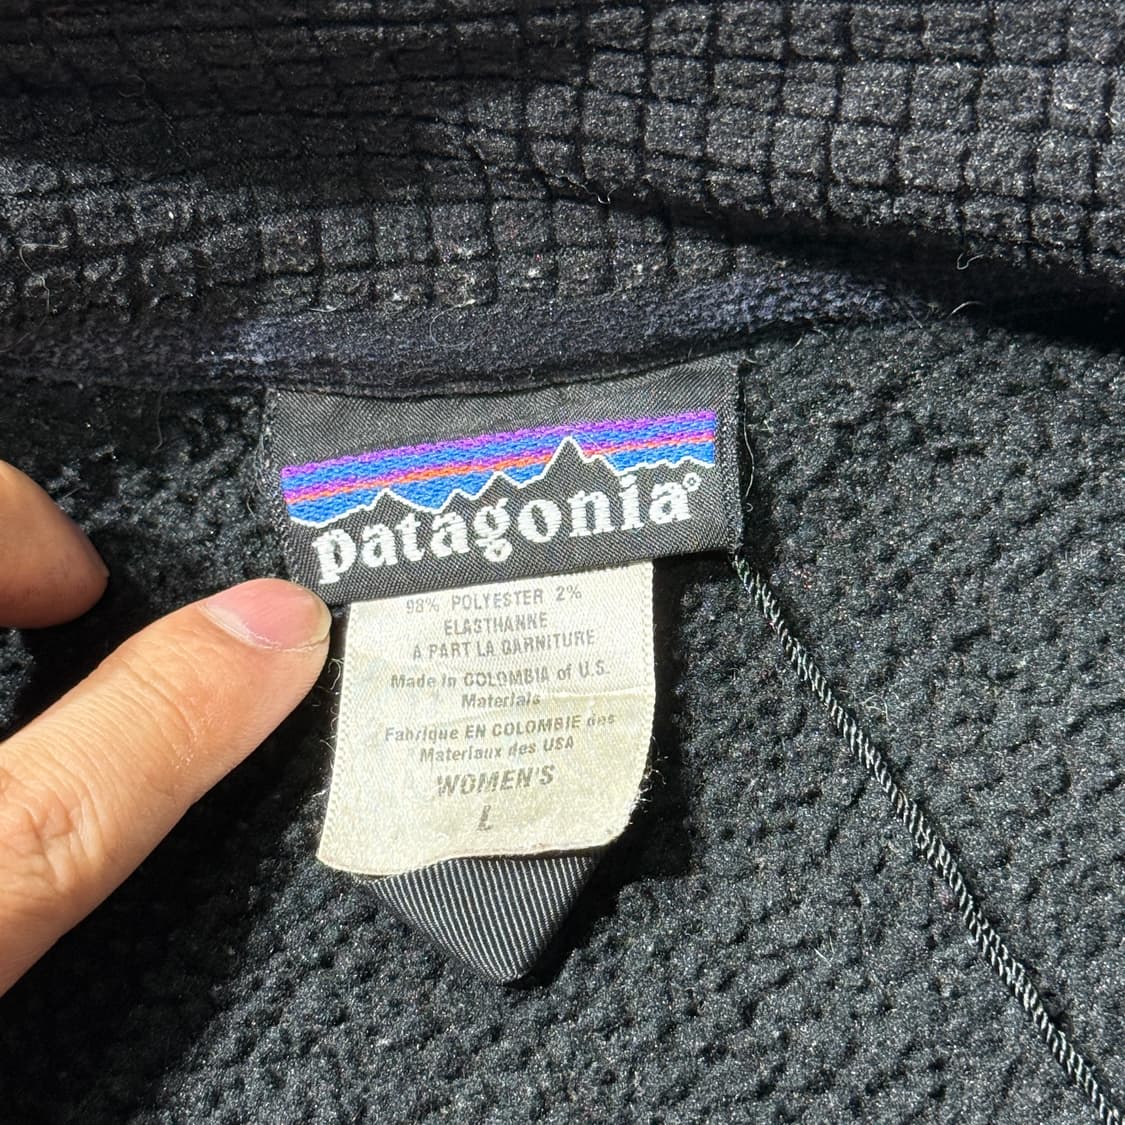 patagonia®
98% POLYESTER 2%
ELASTHANNE
A PART LA GARNITURE
Made in COLOMBIA of U.S.
Materials
Fabrique EN COLOMBIE des
Materiaux des USA
WOMEN'S
L